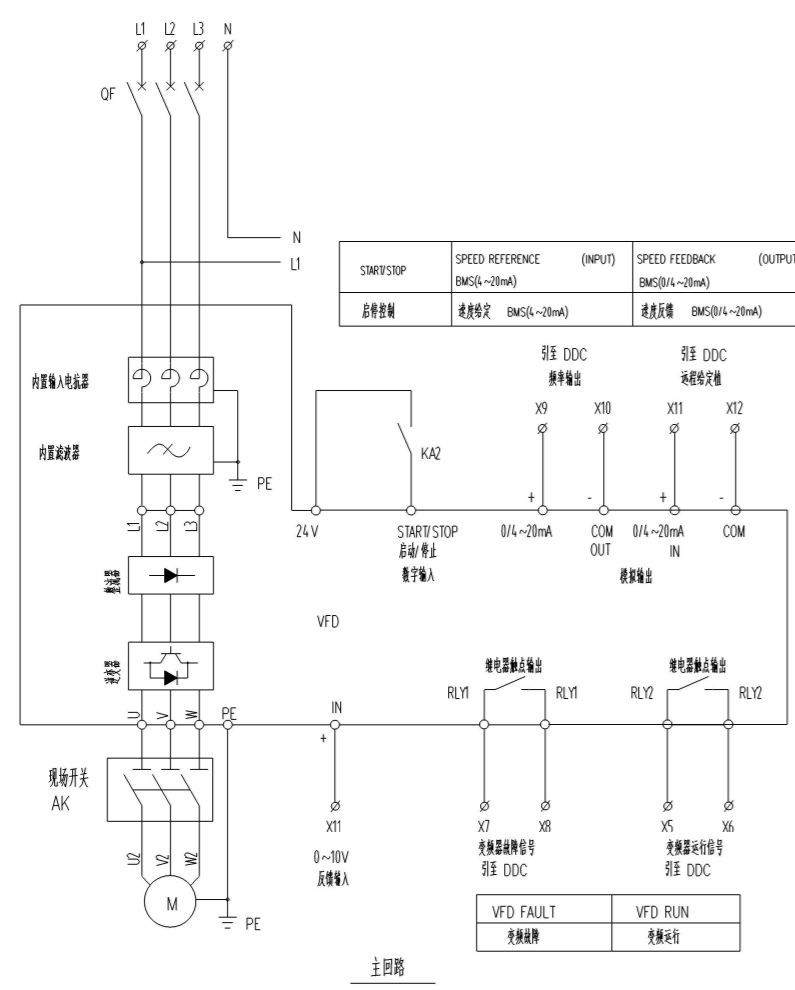 L1 L2 L3 N
QF
N
L1
START/STOP
SPEED REFERENCE (INPUT)
BMS(4~20mA)
SPEED FEEDBACK (OUTPUT
BMS(0/4~20mA)
启停控制
速度给定 BMS(4~20mA)
速度反馈 BMS(0/4~20mA)
引至 DDC
频率输出
引至 DDC
远程给定值
内置输入电抗器
X9 X10 X11 X12
内置滤波器
KA2
PE
+ - + -
L1 L2 L3
24V
START/STOP
启动/停止
数字输入
0/4~20mA
COM
OUT
0/4~20mA
IN
COM
模拟输出
整流器
VFD
逆变器
继电器触点输出
RLY1 RLY1
继电器触点输出
RLY2 RLY2
U V W PE
IN
+
现场开关
AK
X11
0~10V
反馈输入
X7 X8
变频器故障信号
引至 DDC
X5 X6
变频器运行信号
引至 DDC
U2 V2 W2
M
PE
VFD FAULT VFD RUN
变频故障 变频运行
主回路